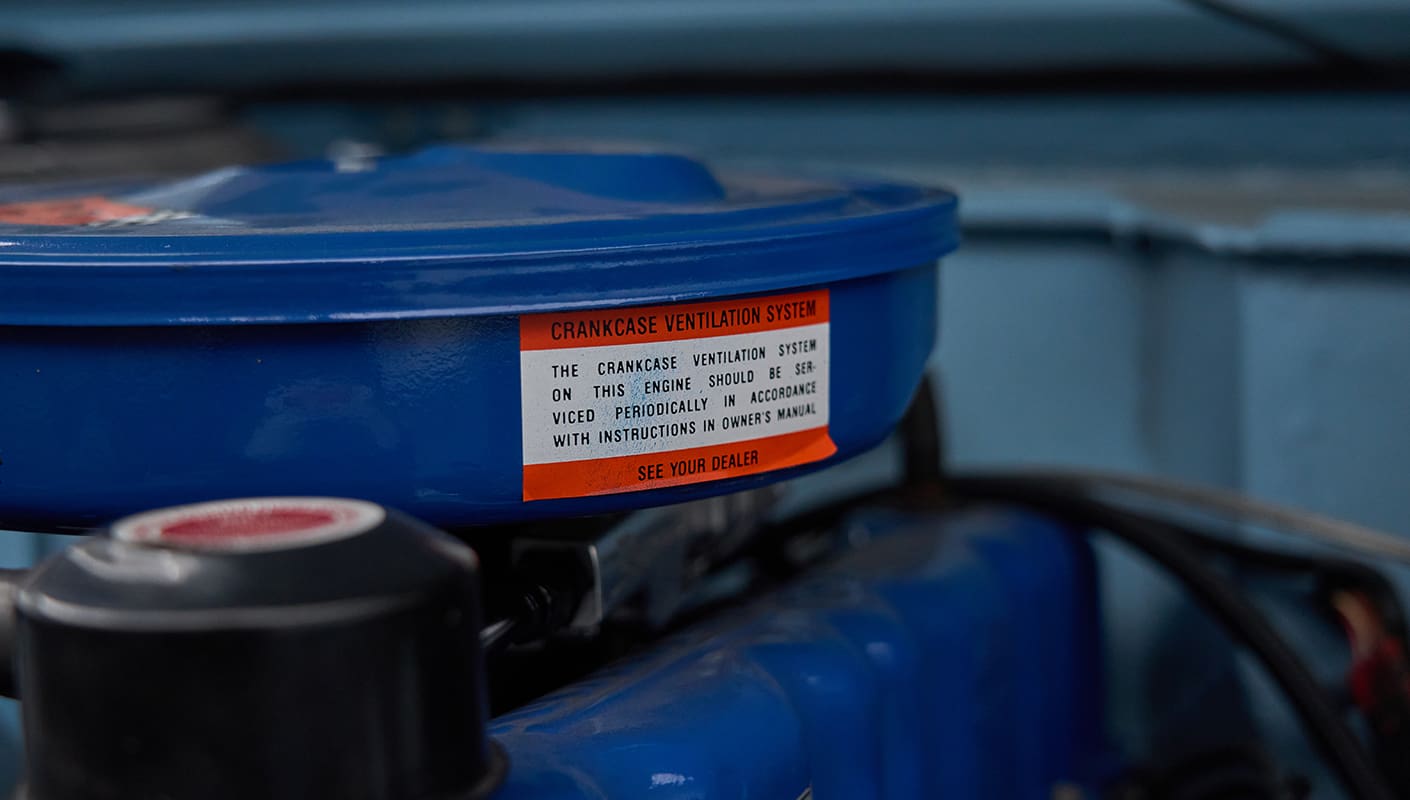 CRANKCASE VENTILATION SYSTEM
THE CRANKCASE VENTILATION SYSTEM
ON THIS ENGINE SHOULD BE SER-
VICED PERIODICALLY IN ACCORDANCE
WITH INSTRUCTIONS IN OWNER'S MANUAL
SEE YOUR DEALER